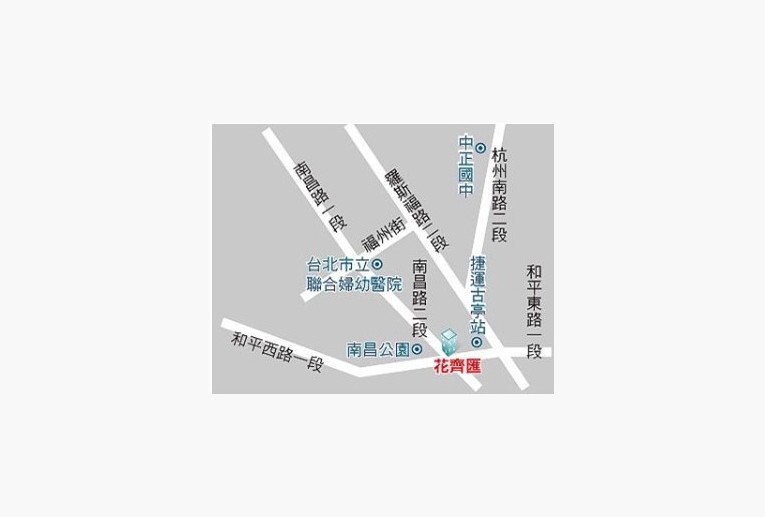 中正國中
杭州南路二段
南昌路一段
羅斯福路二段
福州街
台北市立
聯合婦幼醫院
南昌路二段
捷運古亭站
和平東路一段
和平西路一段
南昌公園
花齊匯